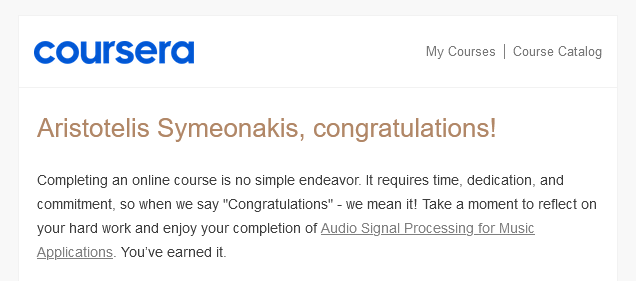 coursera
My Courses | Course Catalog
Aristotelis Symeonakis, congratulations!
Completing an online course is no simple endeavor. It requires time, dedication, and
commitment, so when we say "Congratulations" - we mean it! Take a moment to reflect on
your hard work and enjoy your completion of Audio Signal Processing for Music
Applications. You’ve earned it.